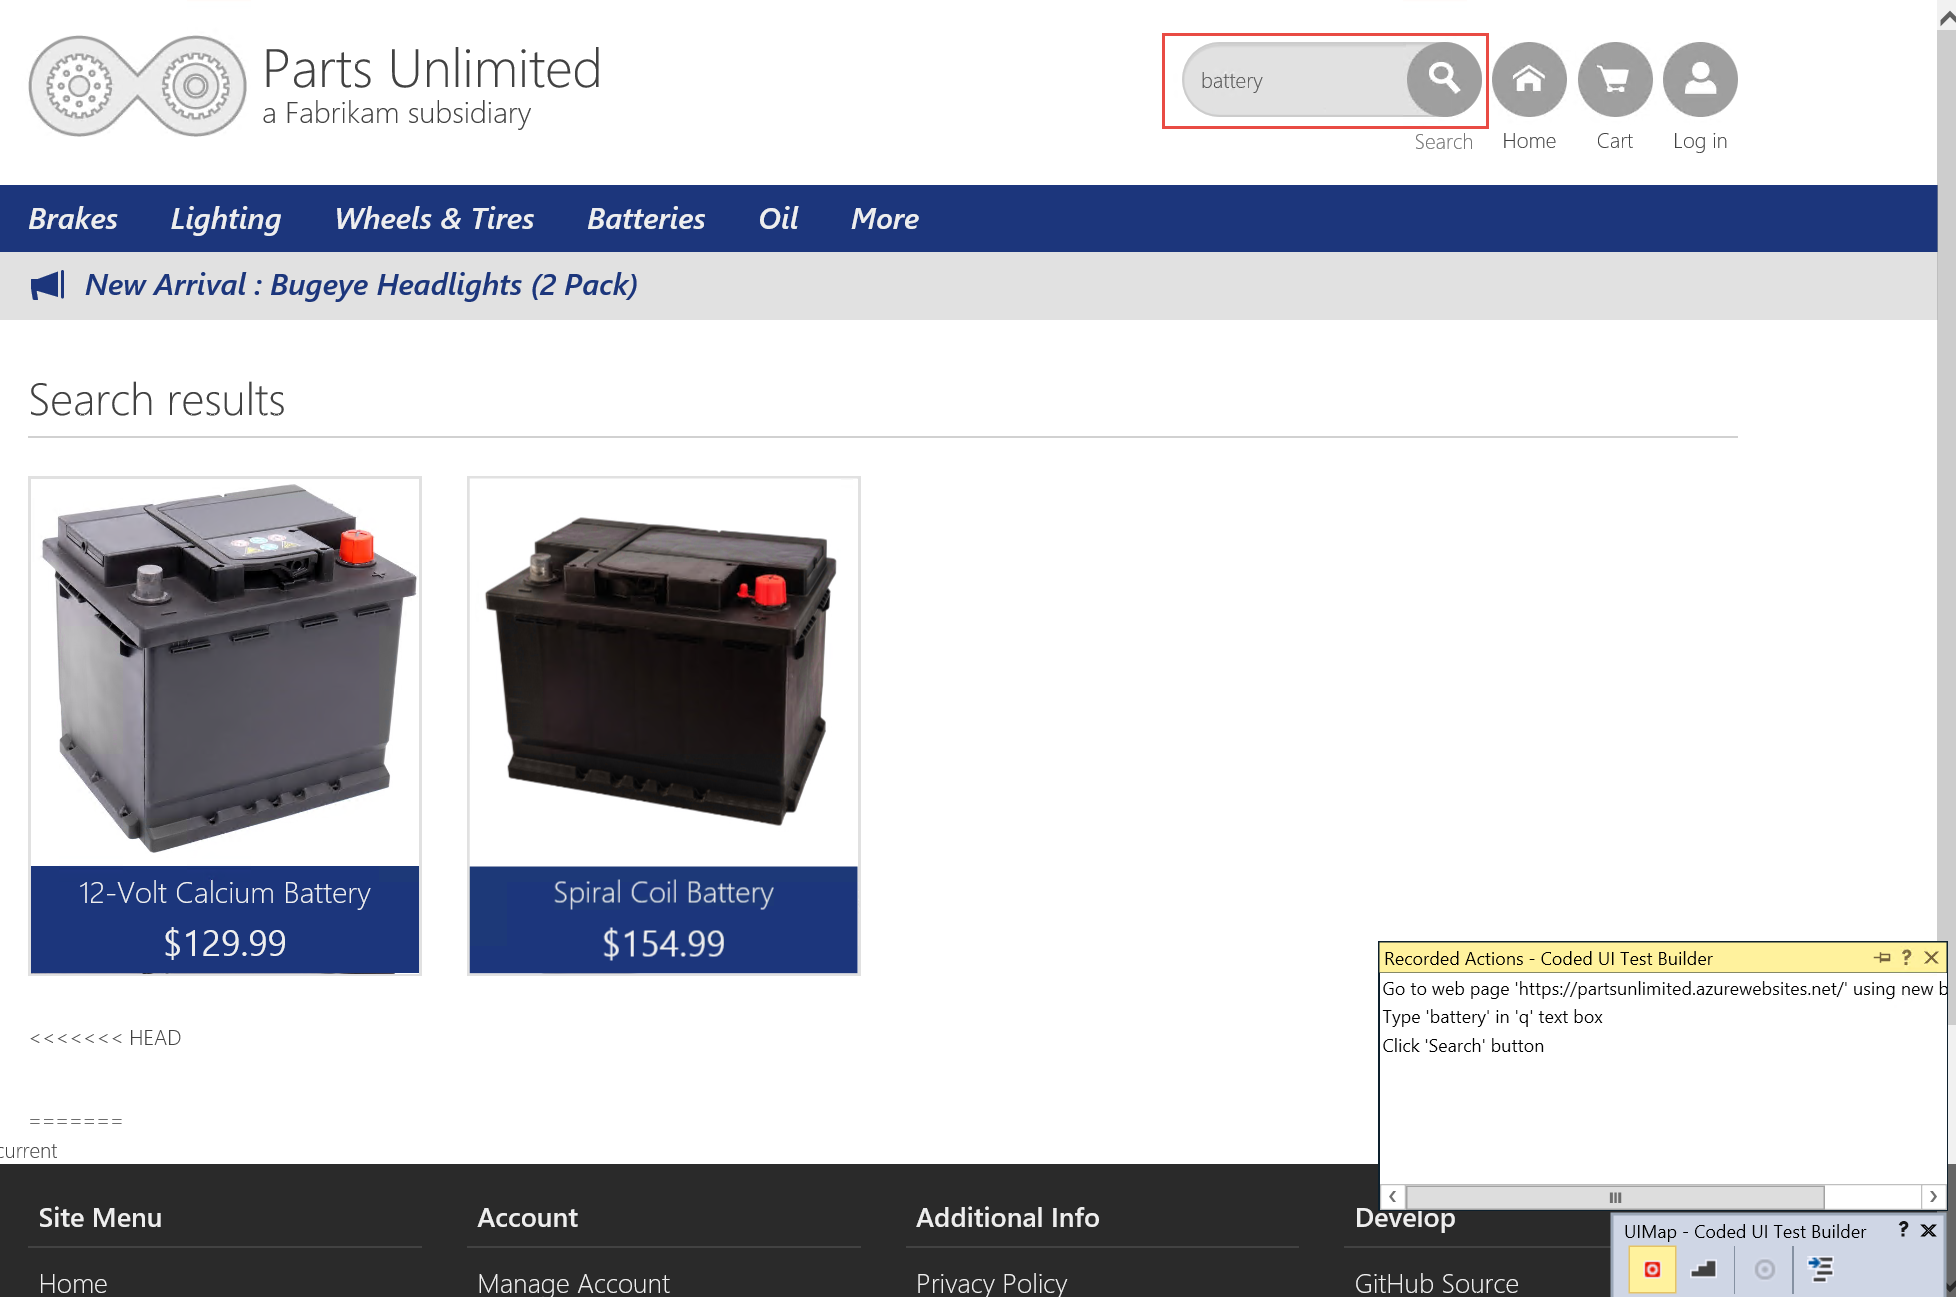 Parts Unlimited
a Fabrikam subsidiary
battery
Search
Home
Cart
Log in
Brakes
Lighting
Wheels & Tires
Batteries
Oil
More
New Arrival : Bugeye Headlights (2 Pack)
Search results
12-Volt Calcium Battery
$129.99
Spiral Coil Battery
$154.99
<<<<<<< HEAD
=======
current
Recorded Actions - Coded UI Test Builder
Go to web page 'https://partsunlimited.azurewebsites.net/' using new b
Type 'battery' in 'q' text box
Click 'Search' button
Site Menu
Account
Additional Info
Develop
Home
Manage Account
Privacy Policy
GitHub Source
UIMap - Coded UI Test Builder